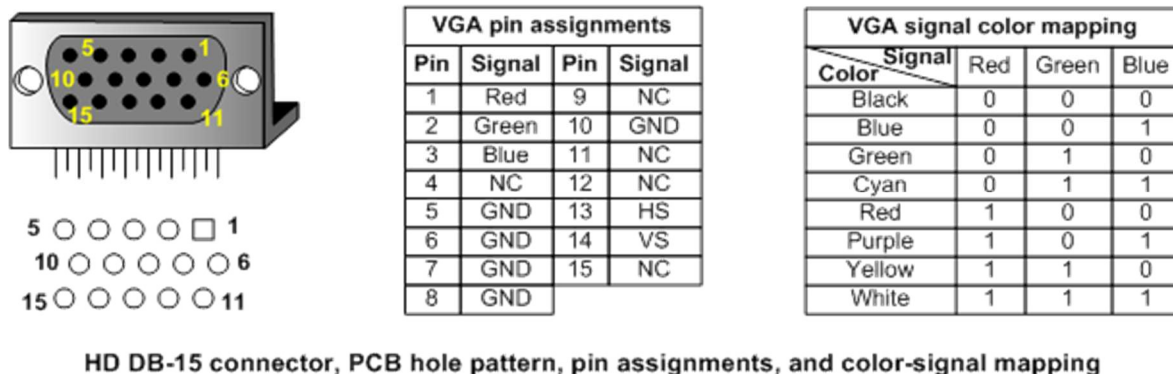 5 1
10 6
15 11
5 1
10 6
15 11
VGA pin assignments
Pin Signal Pin Signal
1 Red 9 NC
2 Green 10 GND
3 Blue 11 NC
4 NC 12 NC
5 GND 13 HS
6 GND 14 VS
7 GND 15 NC
8 GND
VGA signal color mapping
Color Signal Red Green Blue
Black 0 0 0
Blue 0 0 1
Green 0 1 0
Cyan 0 1 1
Red 1 0 0
Purple 1 0 1
Yellow 1 1 0
White 1 1 1
HD DB-15 connector, PCB hole pattern, pin assignments, and color-signal mapping